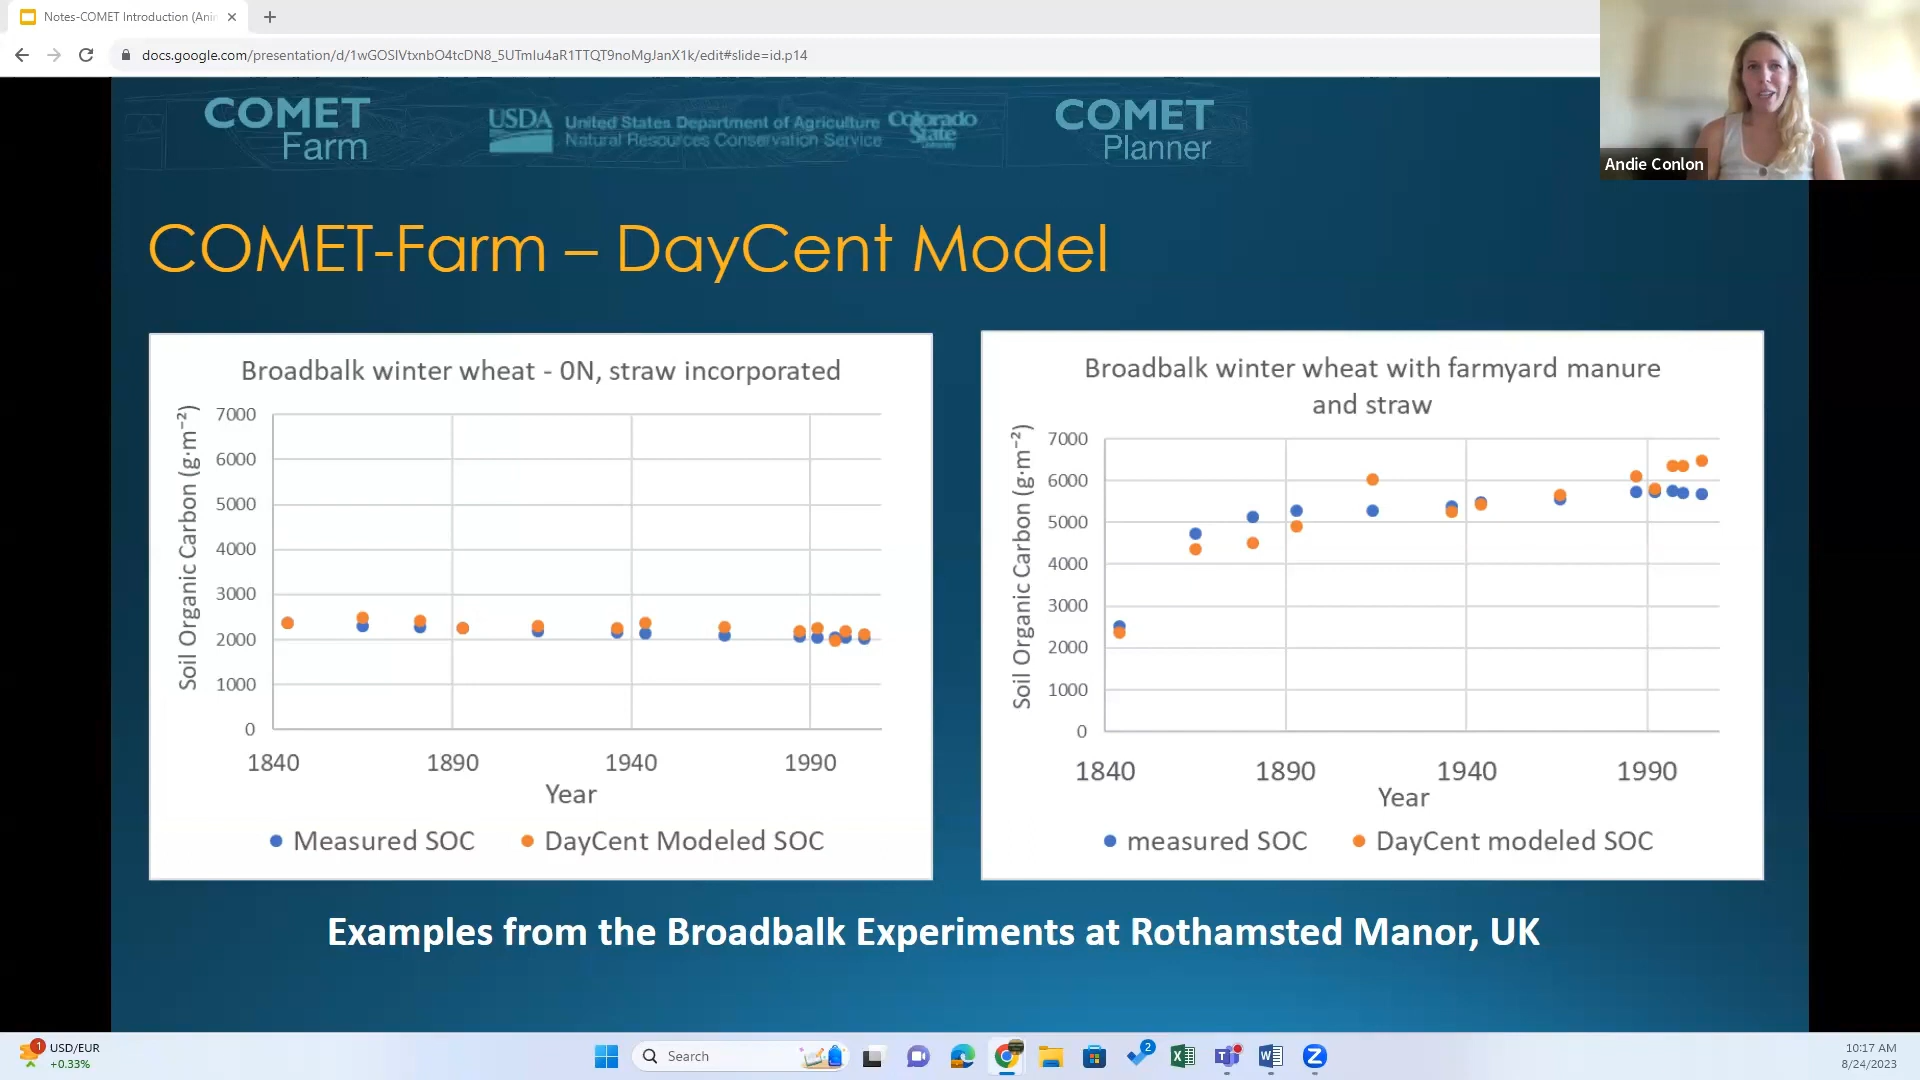 Notes-COMET Introduction (Anin
docs.google.com/presentation/d/1wGOSlVtxnbO4tcDN8_5UTmlu4aR1TTQT9noMgJanX1k/edit#slide=id.p14
COMET
Farm
USDA
United States Department of Agriculture
Natural Resources Conservation Service
Colorado
State
University
COMET
Planner
Andie Conlon
COMET-Farm – DayCent Model
Broadbalk winter wheat - 0N, straw incorporated
Soil Organic Carbon (g·m⁻²)
7000
6000
5000
4000
3000
2000
1000
0
1840 1890 1940 1990
Year
Measured SOC DayCent Modeled SOC
Broadbalk winter wheat with farmyard manure
and straw
Soil Organic Carbon (g·m⁻²)
7000
6000
5000
4000
3000
2000
1000
0
1840 1890 1940 1990
Year
measured SOC DayCent modeled SOC
Examples from the Broadbalk Experiments at Rothamsted Manor, UK
1
USD/EUR
+0.33%
Search
2
10:17 AM
8/24/2023